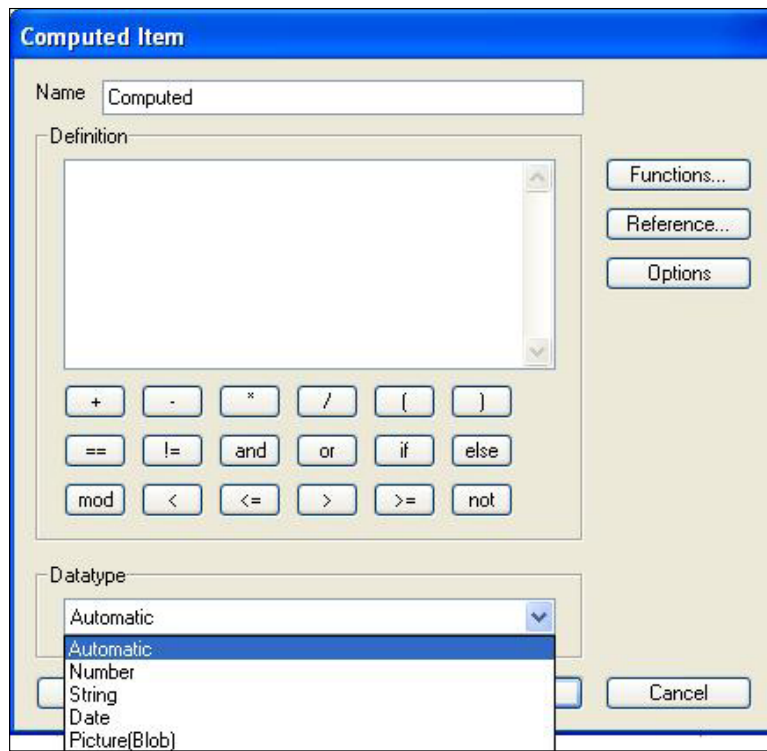 Computed Item
Name Computed
Definition
Functions...
Reference...
Options
+ - * / ( )
== != and or if else
mod < <= > >= not
Datatype
Automatic
Automatic
Number
String
Date
Picture(Blob)
Cancel